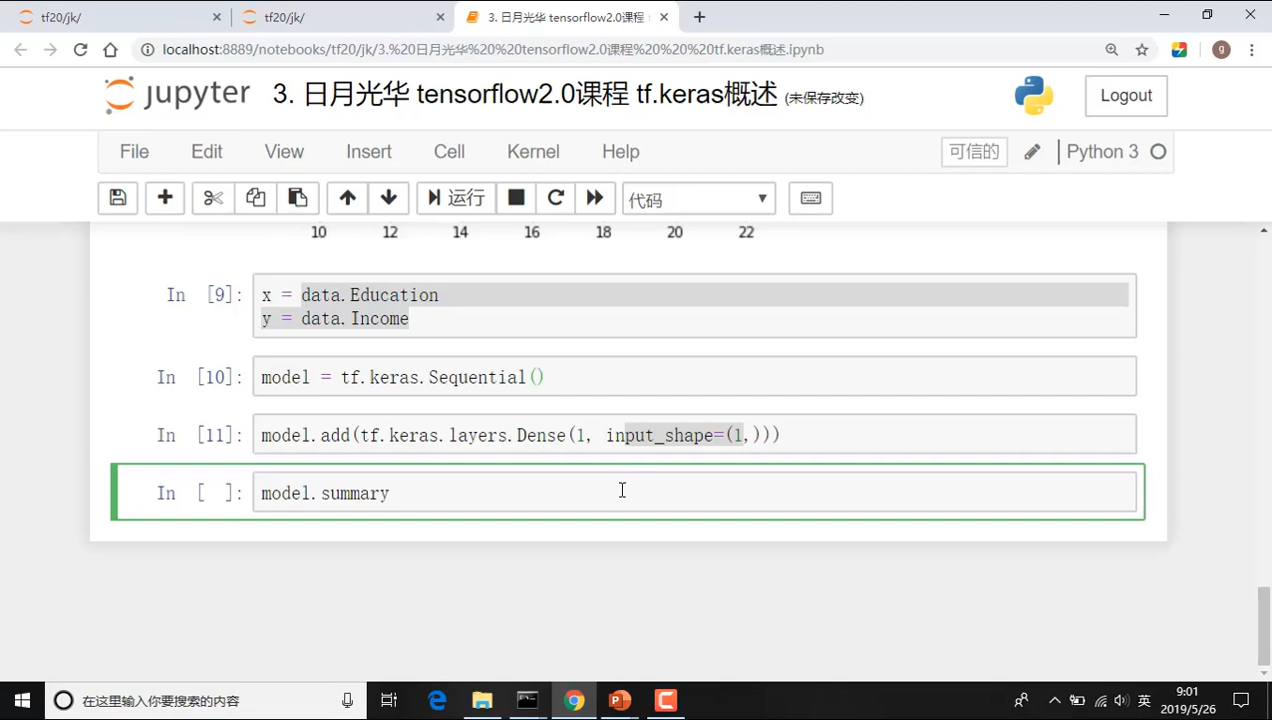 tf20/jk/
tf20/jk/
3. 日月光华 tensorflow2.0课程
localhost:8889/notebooks/tf20/jk/3.%20日月光华%20%20tensorflow2.0课程%20%20%20tf.keras概述.ipynb
g
jupyter 3. 日月光华 tensorflow2.0课程 tf.keras概述 (未保存改变)
Logout
File Edit View Insert Cell Kernel Help 可信的 Python 3
运行 代码
10 12 14 16 18 20 22
In [9]: x = data.Education
y = data.Income
In [10]: model = tf.keras.Sequential()
In [11]: model.add(tf.keras.layers.Dense(1, input_shape=(1,)))
In [ ]: model.summary
在这里输入你要搜索的内容
英
9:01
2019/5/26